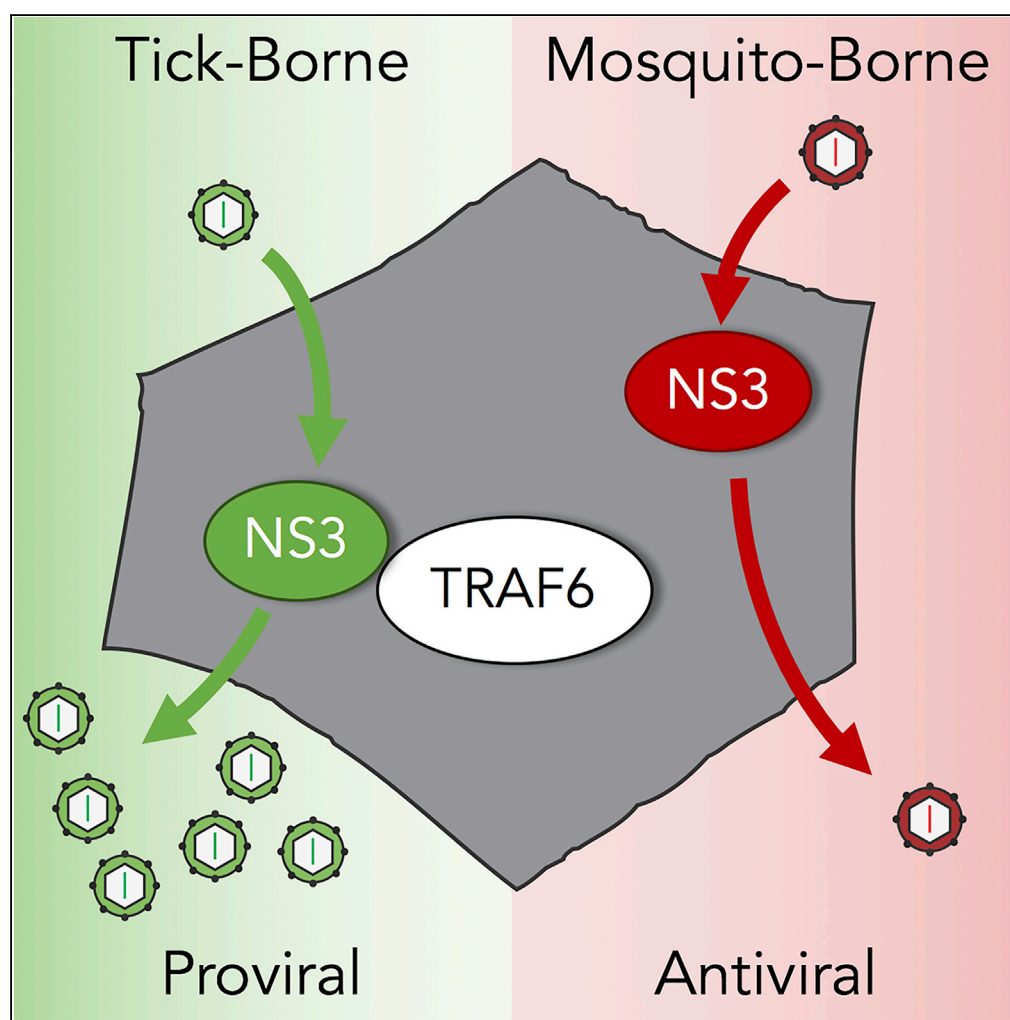 Tick-Borne
Mosquito-Borne
NS3
NS3
TRAF6
Proviral
Antiviral